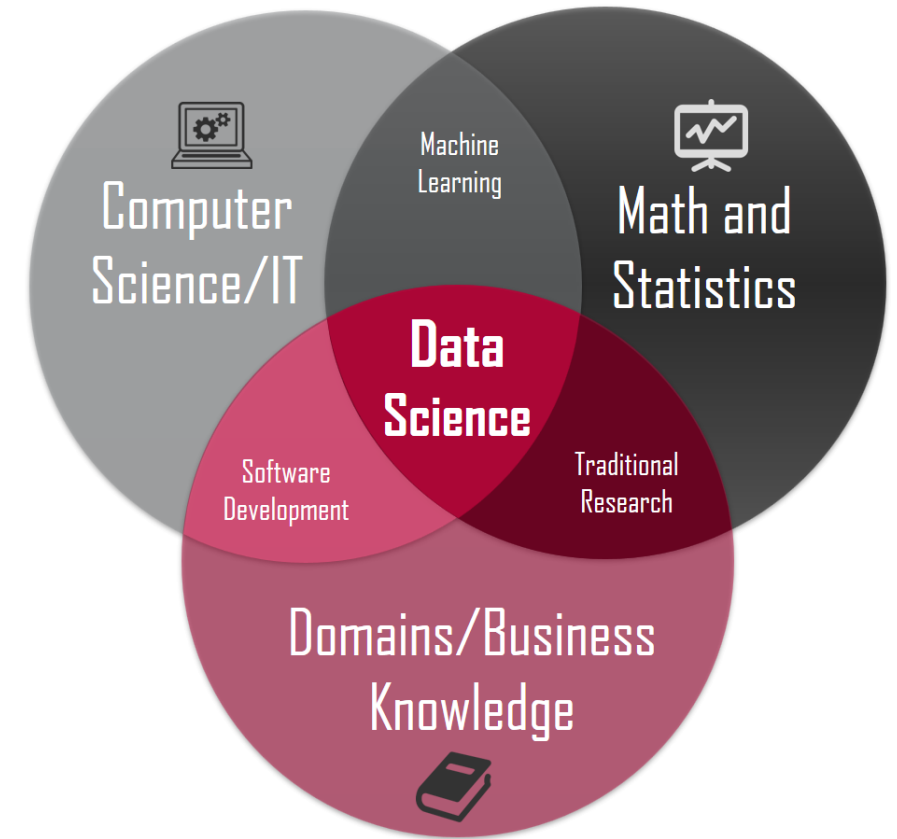 Machine
Learning
Computer
Science/IT
Math and
Statistics
Data
Science
Software
Development
Traditional
Research
Domains/Business
Knowledge